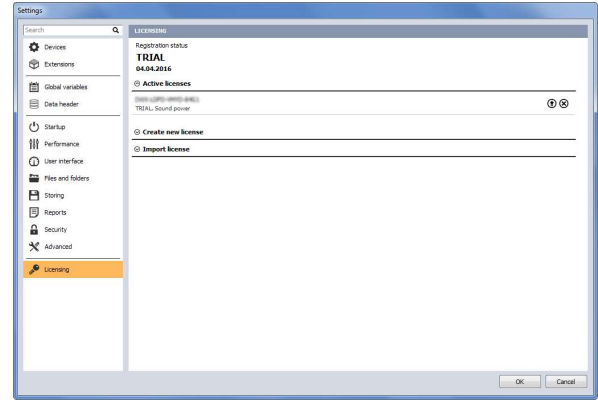 Settings
Search
Devices
Extensions
Global variables
Data header
Startup
Performance
User interface
Files and folders
Storing
Reports
Security
Advanced
Licensing
LICENSING
Registration status
TRIAL
04.04.2016
Active licenses
TRIAL, Sound power
Create new license
Import license
OK
Cancel